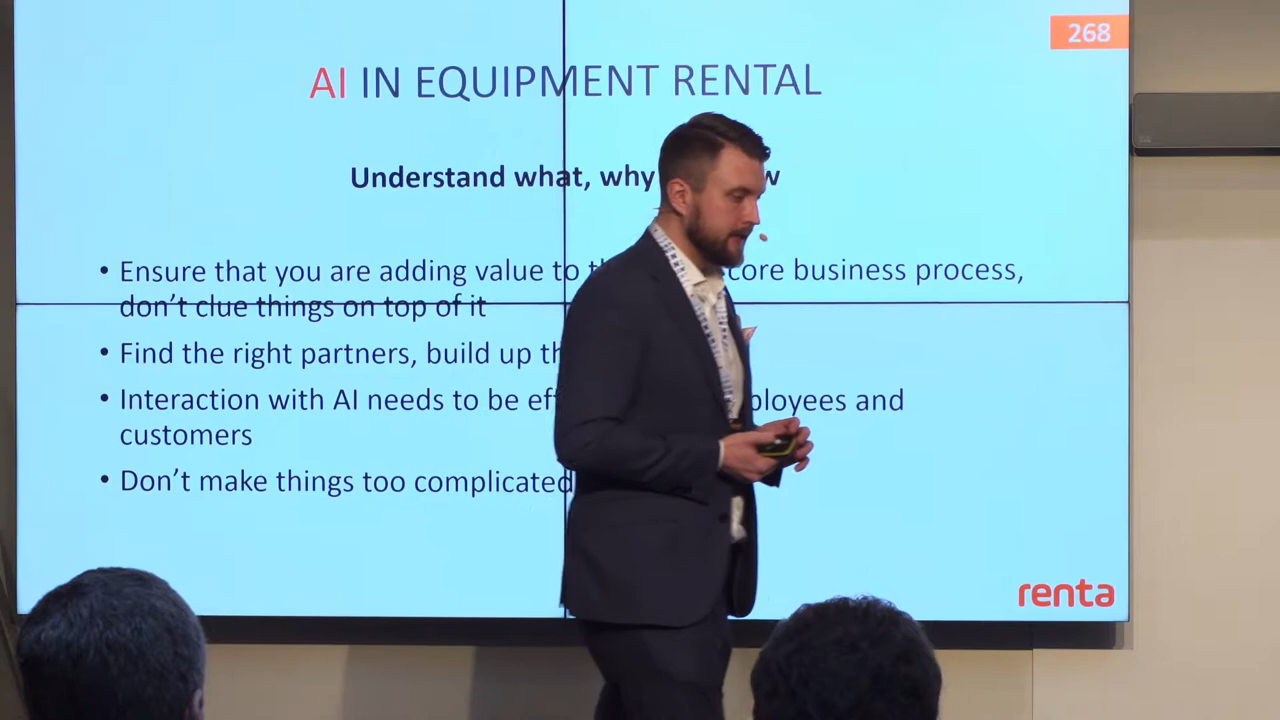 268
AI IN EQUIPMENT RENTAL
Understand what, why
Ensure that you are adding value to core business process,
don't clue things on top of it
Find the right partners, build up
Interaction with AI needs to be and
customers
Don't make things too complicated
renta